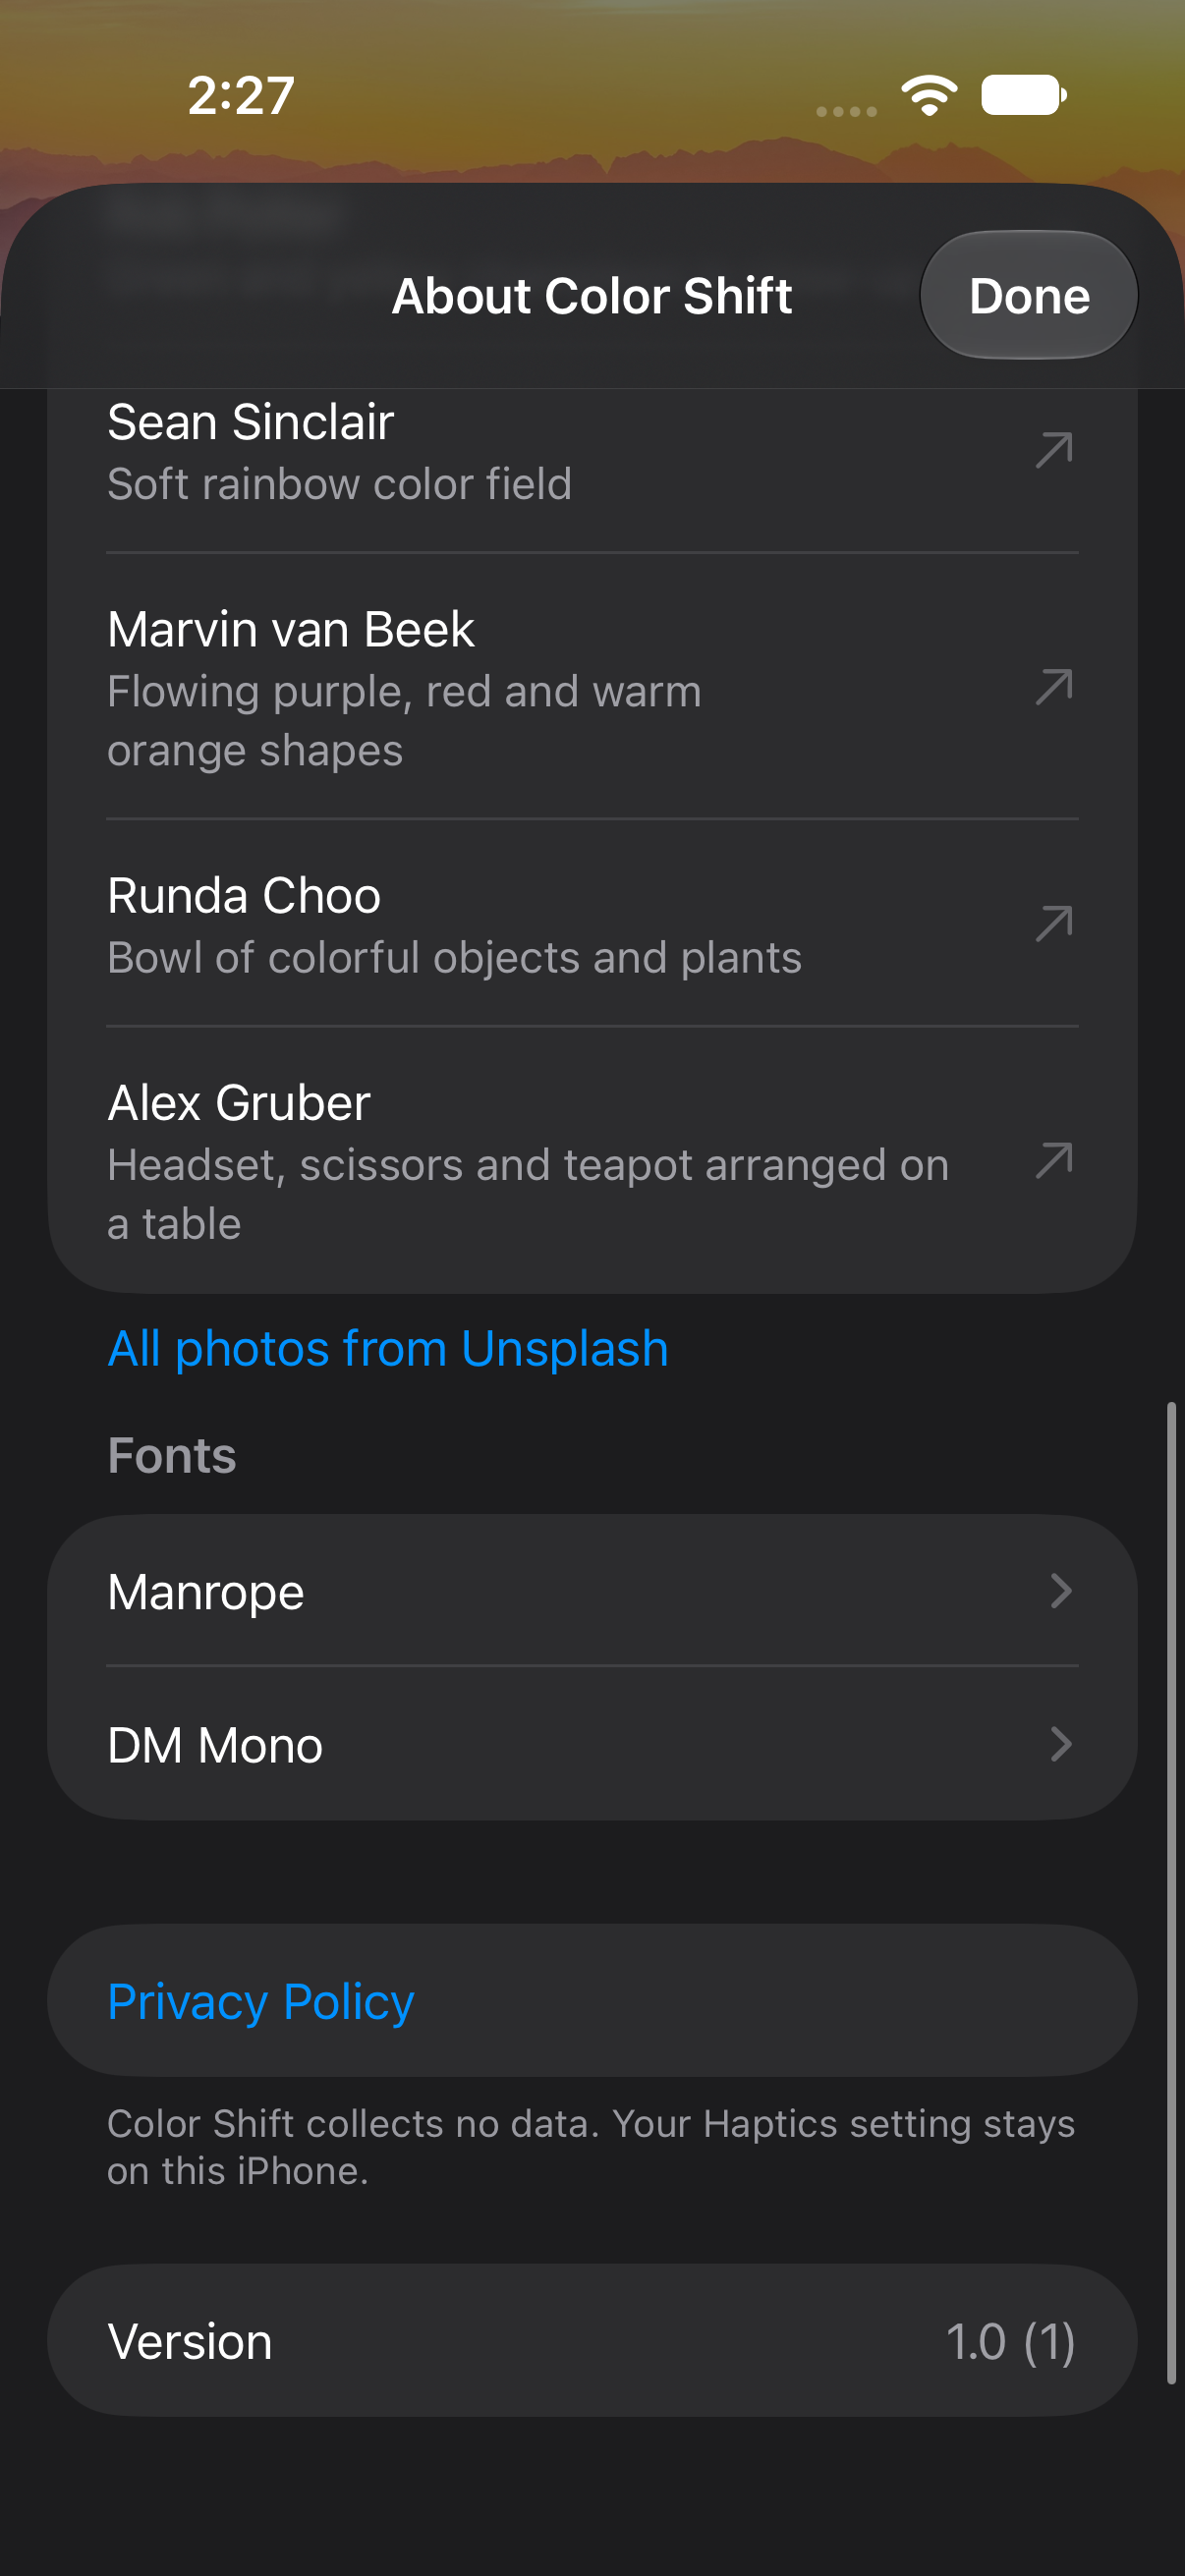 2:27
About Color Shift
Done
Sean Sinclair
Soft rainbow color field
Marvin van Beek
Flowing purple, red and warm
orange shapes
Runda Choo
Bowl of colorful objects and plants
Alex Gruber
Headset, scissors and teapot arranged on
a table
All photos from Unsplash
Fonts
Manrope
DM Mono
Privacy Policy
Color Shift collects no data. Your Haptics setting stays
on this iPhone.
Version
1.0 (1)